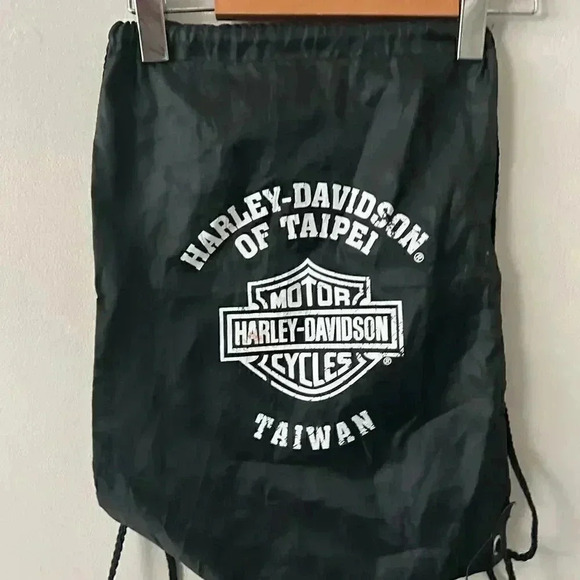 HARLEY-DAVIDSON
OF TAIPEI ®
MOTOR
HARLEY-DAVIDSON
CYCLES ®
TAIWAN